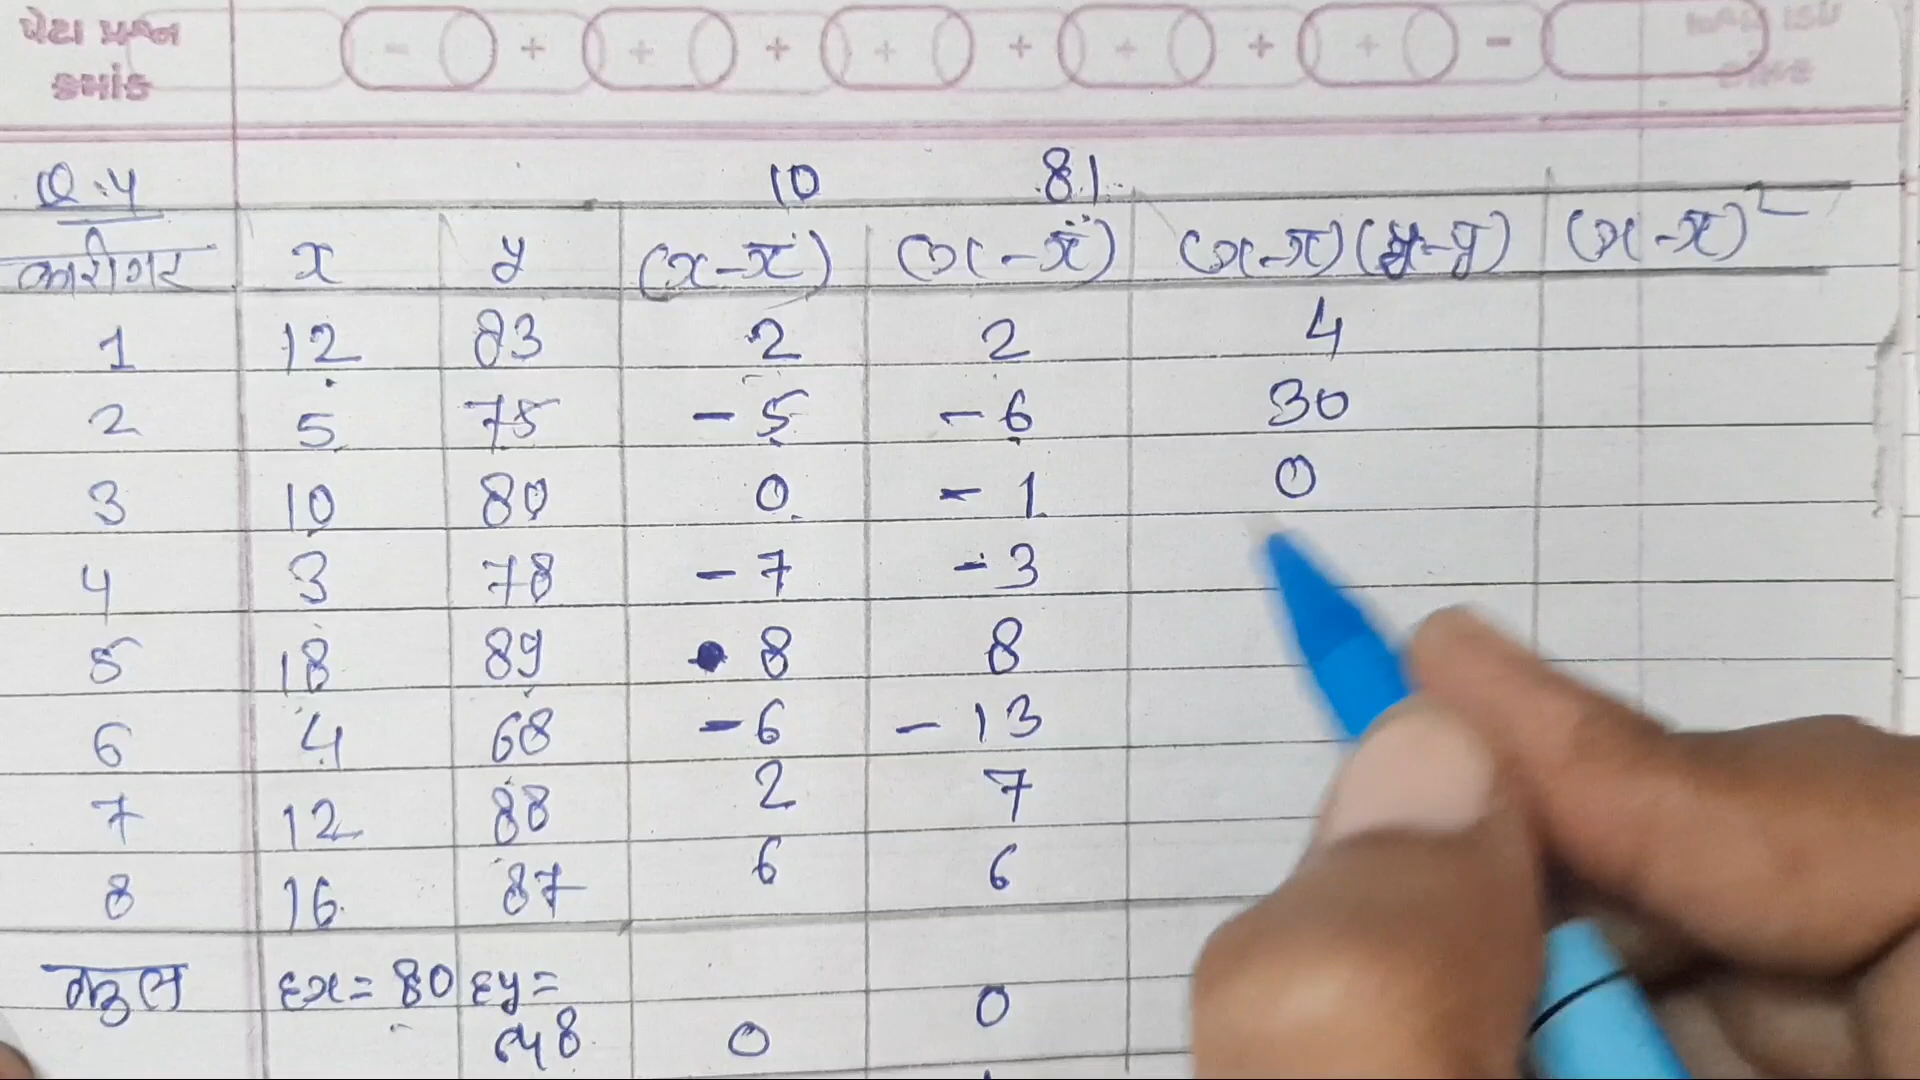 પેટા પ્રશ્ન
ક્રમાંક
- + + + + + + + + -
Q:4
10 81
कारीगर x y (x-x̄) (x-x̄) (x-x̄)(y-ȳ) (x-x̄)²
1 12 83 2 2 4
2 5 75 -5 -6 30
3 10 80 0 -1 0
4 3 78 -7 -3
5 18 89 8 8
6 4 68 -6 -13
7 12 88 2 7
8 16 87 6 6
कुल Σx=80 Σy=
0 0